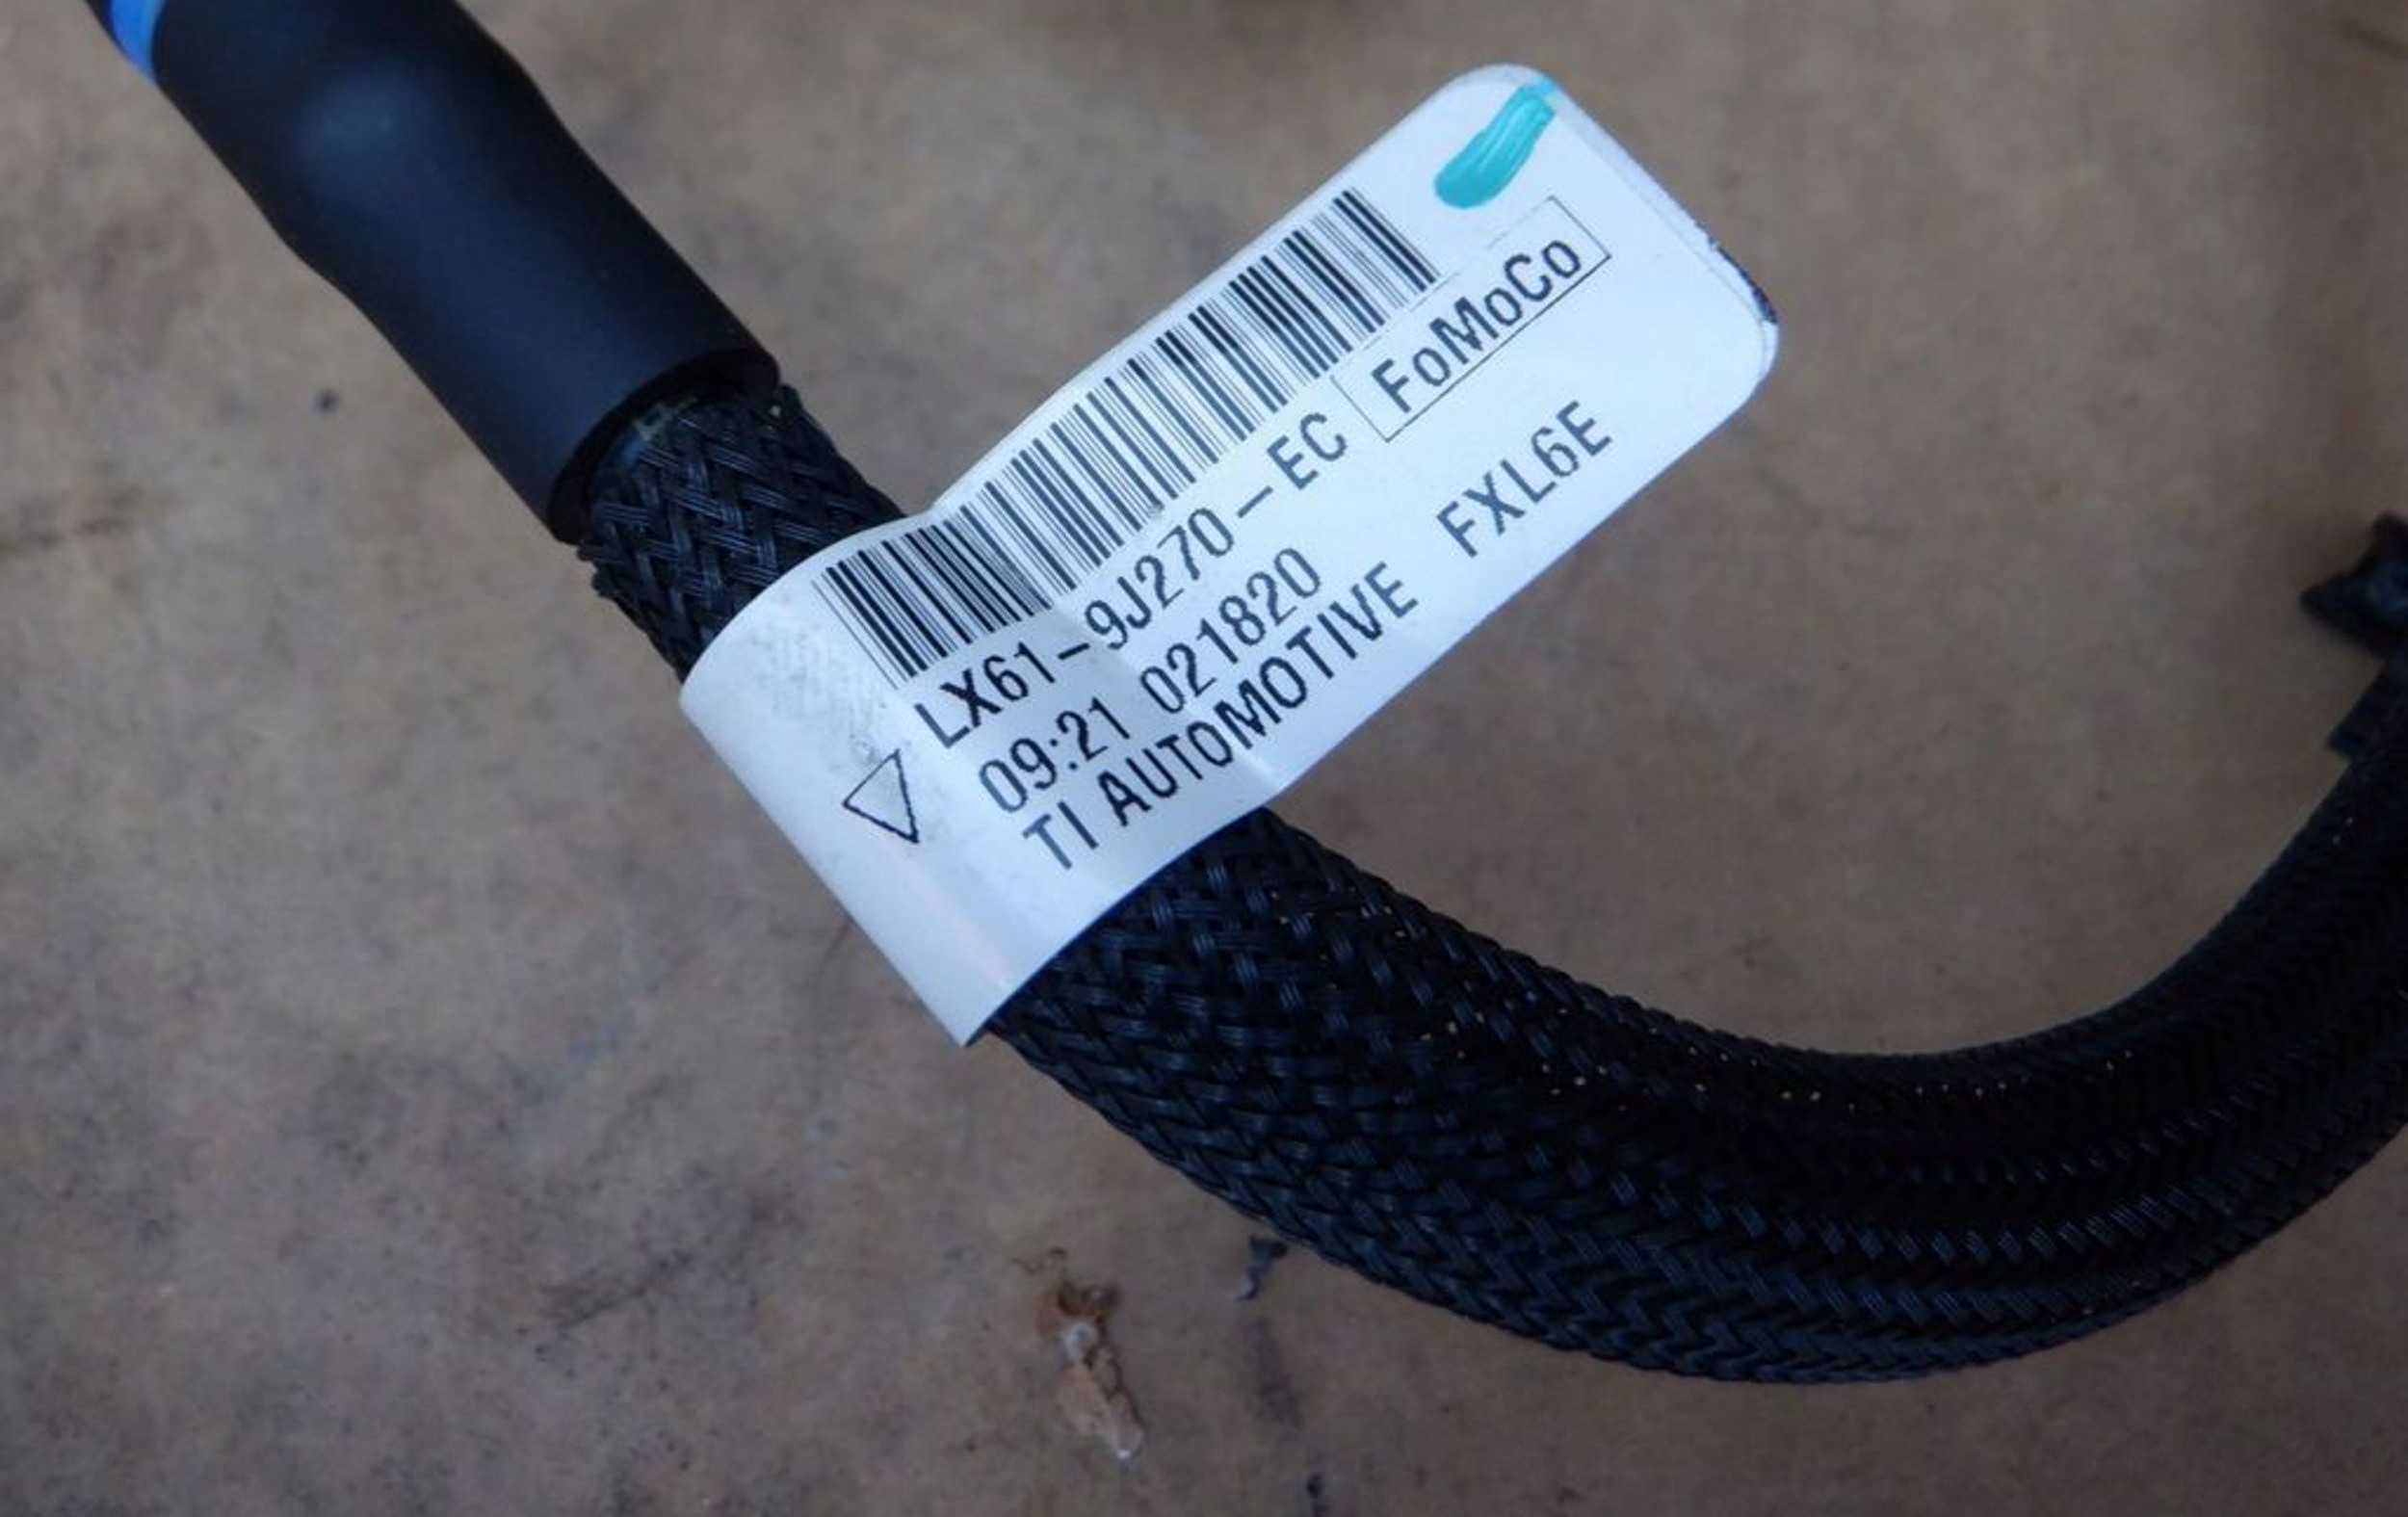 LX61-9J270-EC FoMoCo
09:21 021820
TI AUTOMOTIVE FXL6E